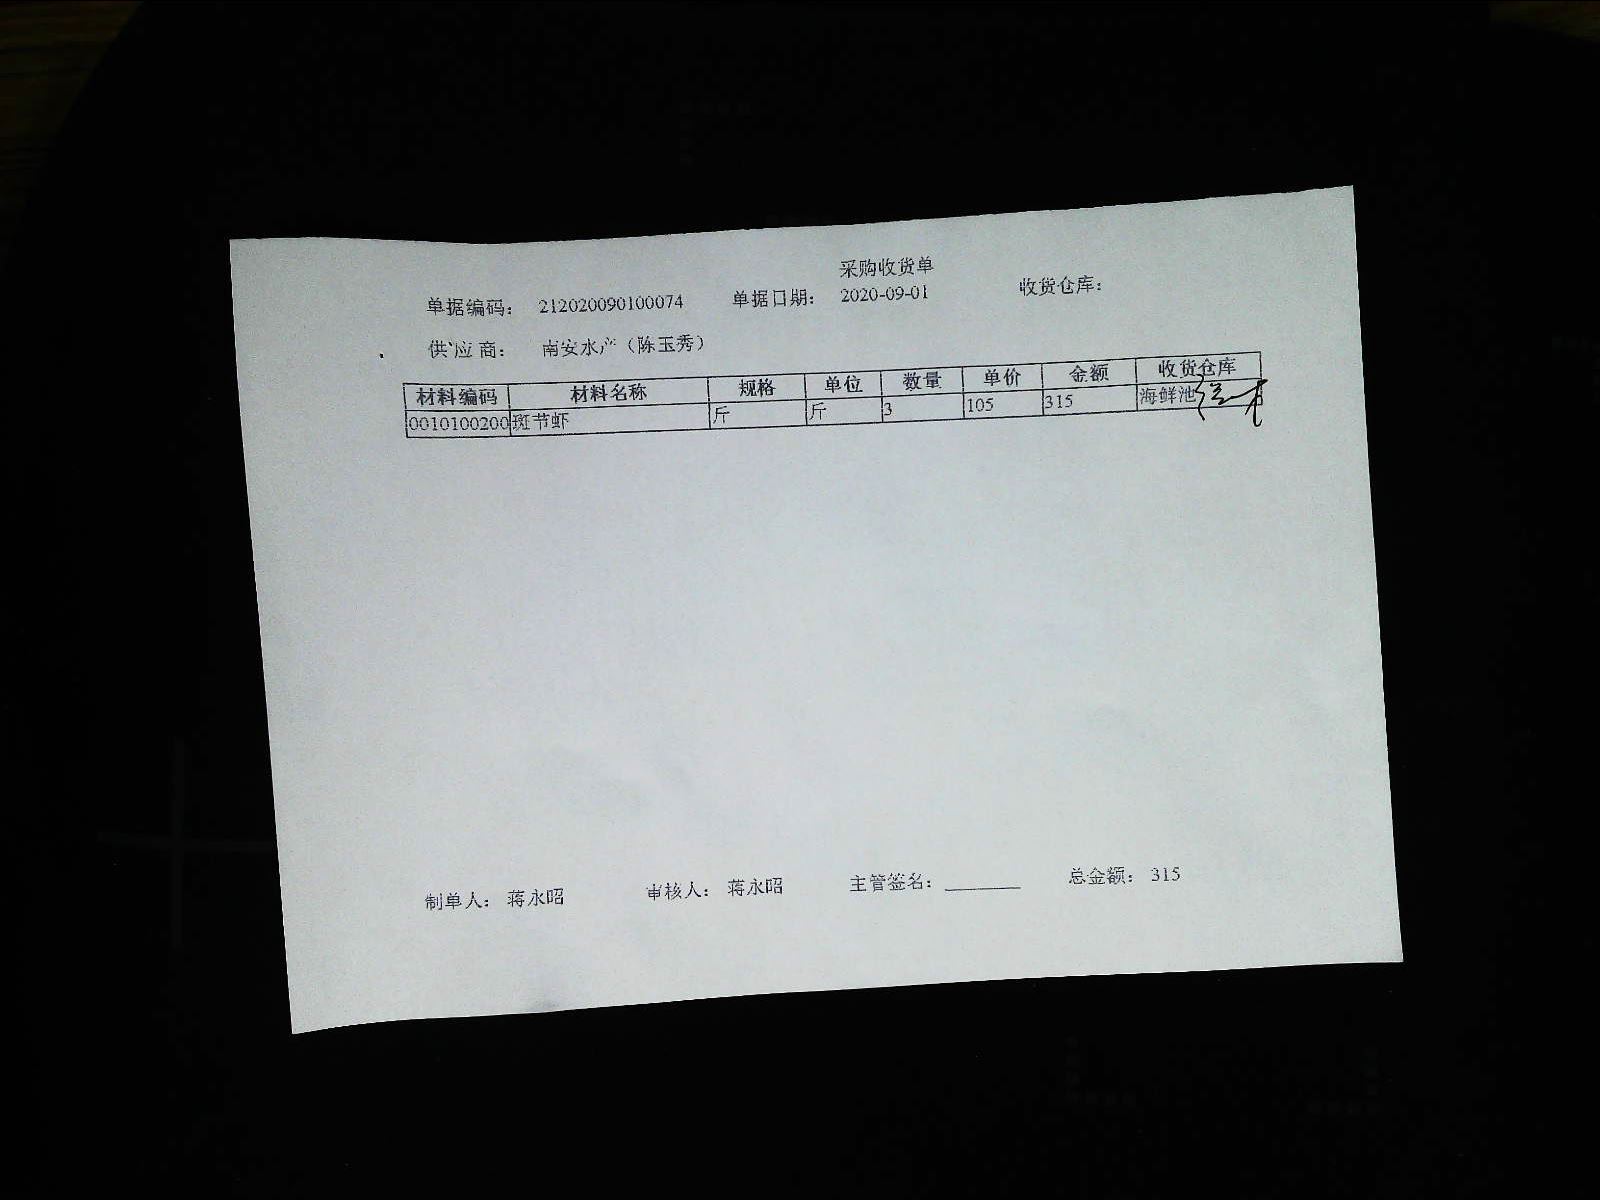 采购收货单
单据编码： 212020090100074 单据日期： 2020-09-01 收货仓库：
供应商： 南安水产（陈玉秀）
材料编码 材料名称 规格 单位 数量 单价 金额 收货仓库
0010100200 斑节虾 斤 斤 3 105 315 海鲜池
制单人： 蒋永昭 审核人： 蒋永昭 主管签名： 总金额： 315